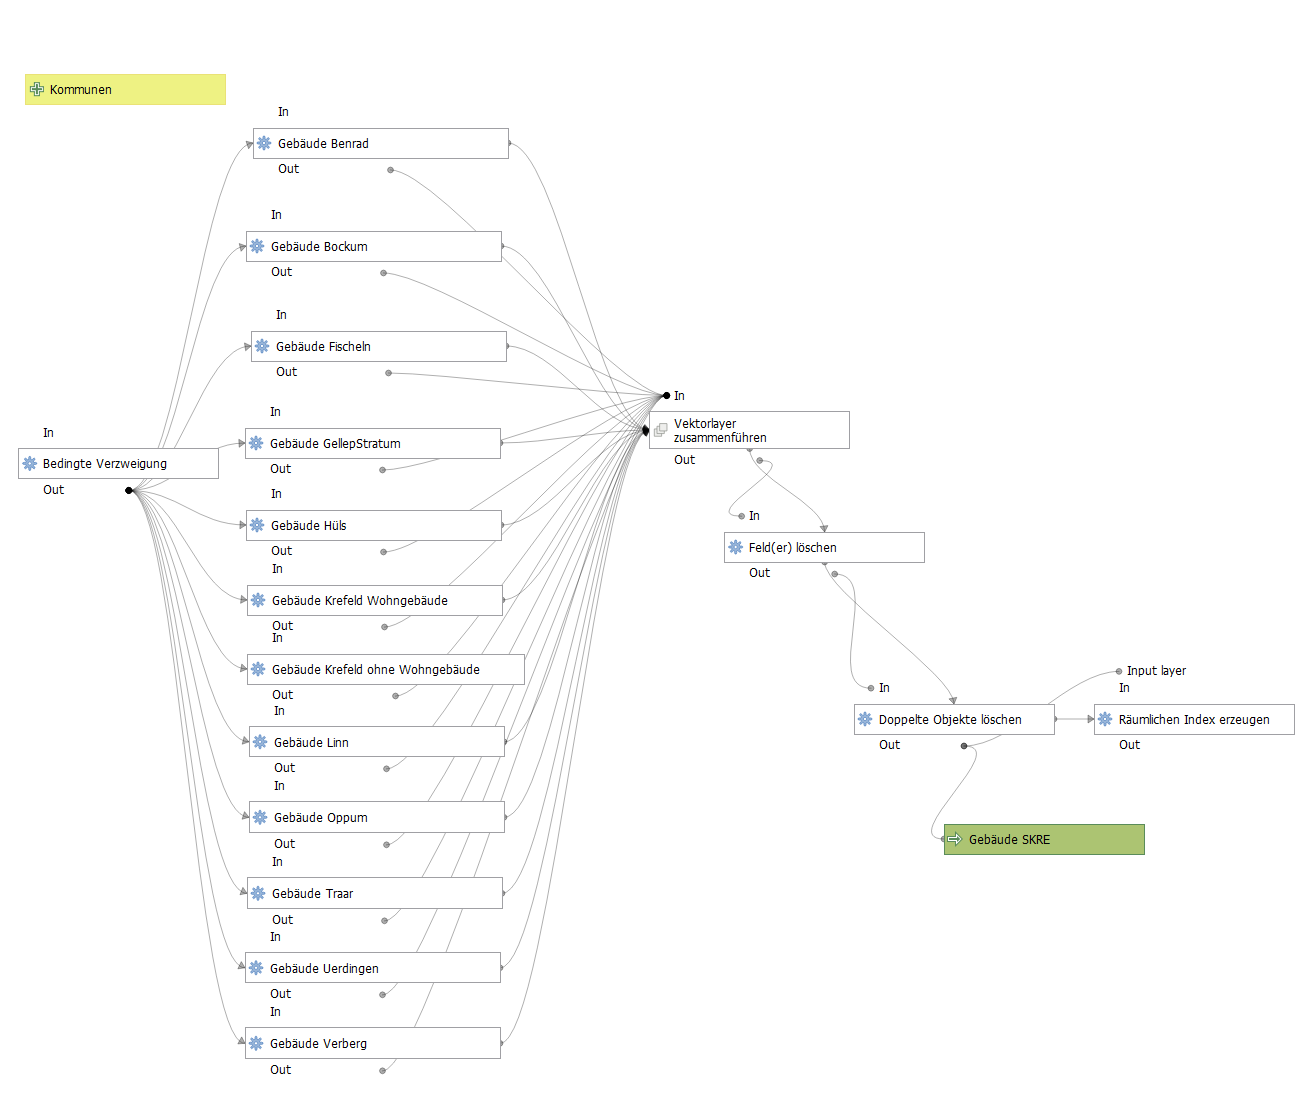 Kommunen
In
Gebäude Benrad
Out
In
Gebäude Bockum
Out
In
Gebäude Fischeln
Out
In
Gebäude GellepStratum
Out
In
Bedingte Verzweigung
Out
In
Gebäude Hüls
Out
In
Gebäude Krefeld Wohngebäude
Out
In
Gebäude Krefeld ohne Wohngebäude
Out
In
Gebäude Linn
Out
In
Gebäude Oppum
Out
In
Gebäude Traar
Out
In
Gebäude Uerdingen
Out
In
Gebäude Verberg
Out
In
Vektorlayer
zusammenführen
Out
In
Feld(er) löschen
Out
In
Doppelte Objekte löschen
Out
Input layer
In
Räumlichen Index erzeugen
Out
Gebäude SKRE